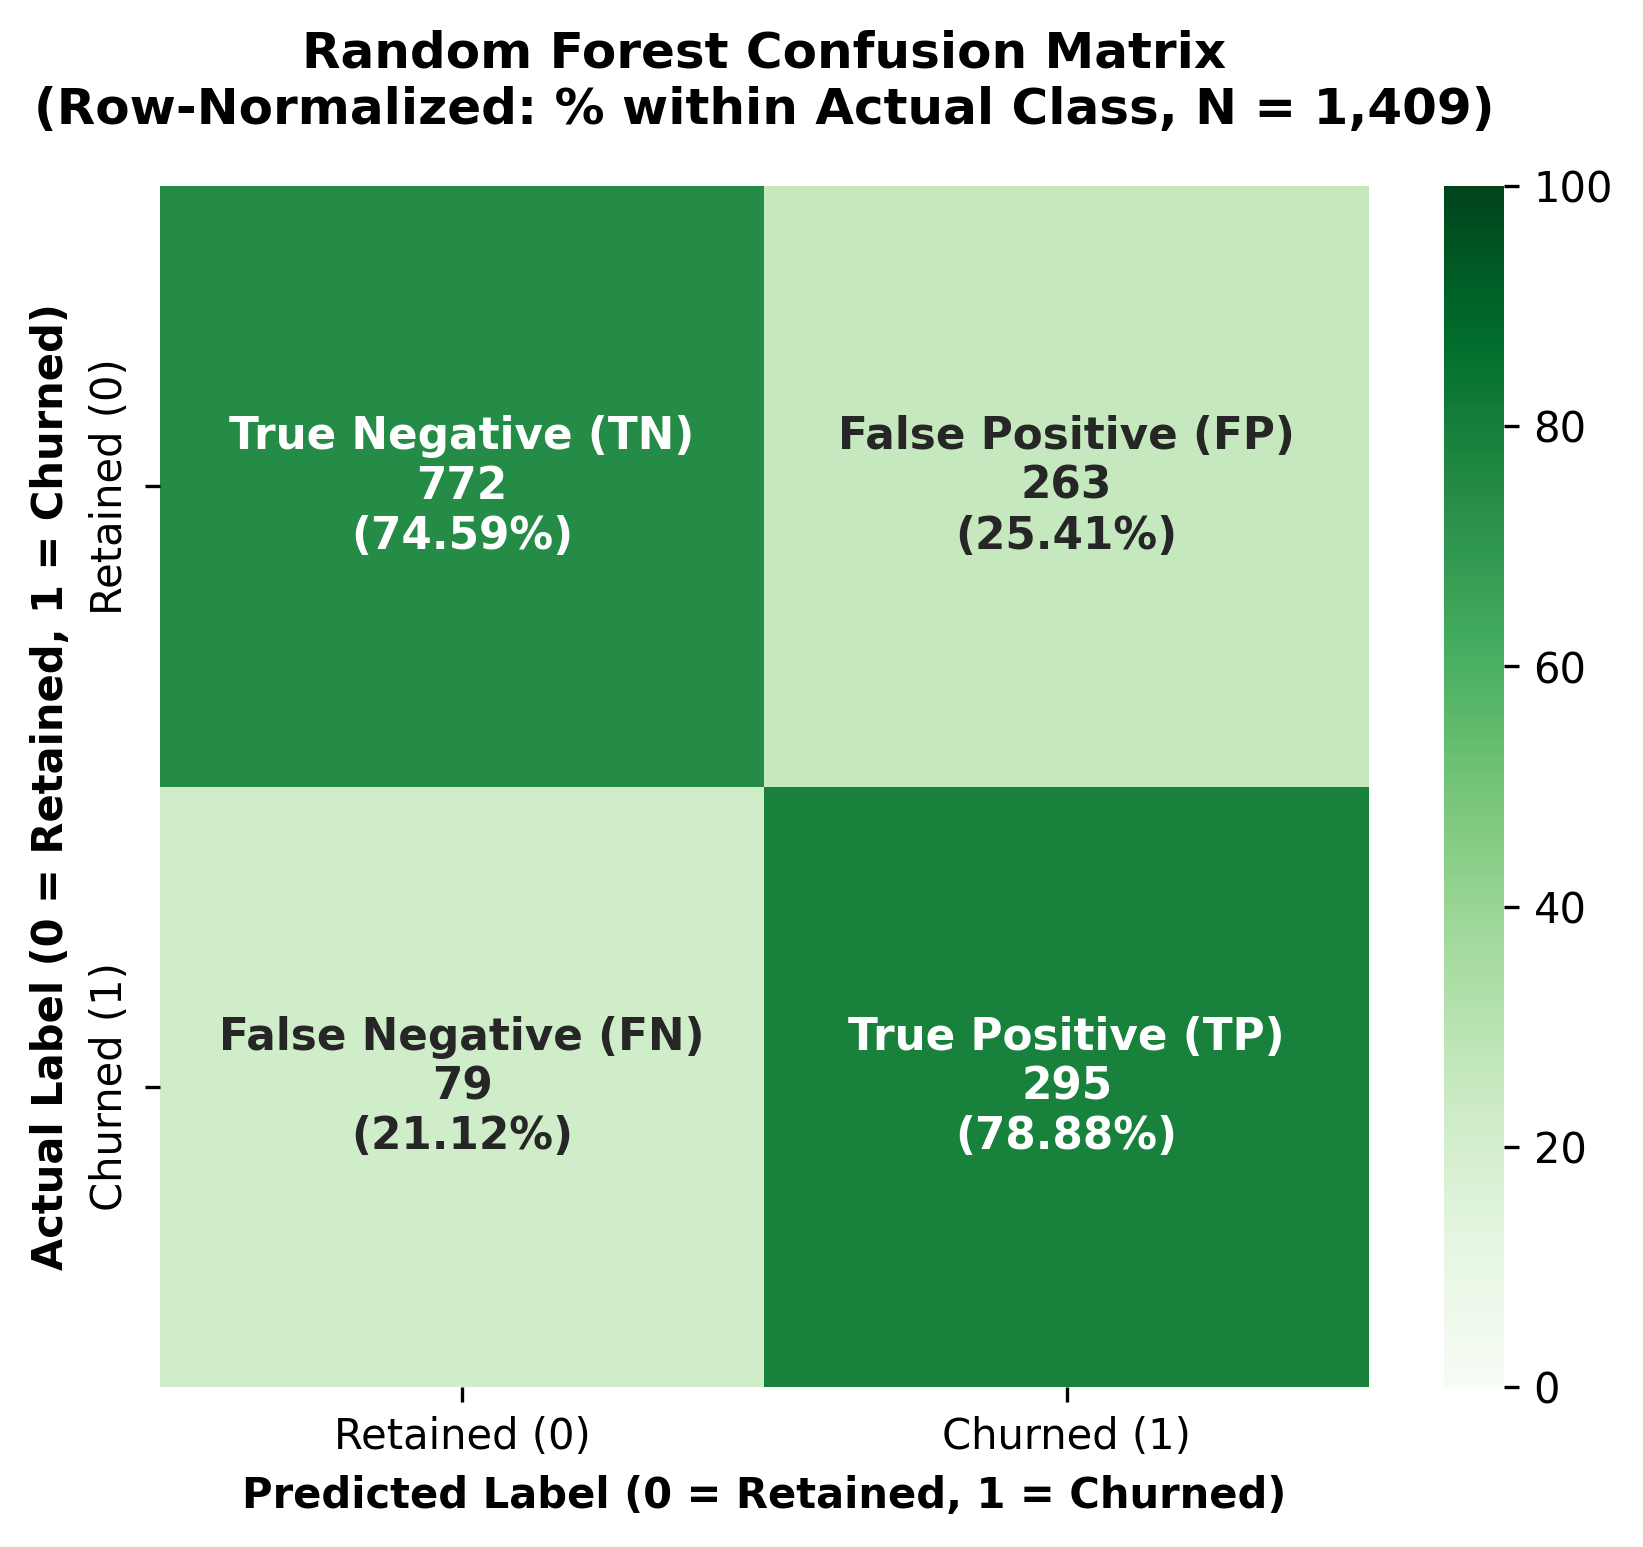 Random Forest Confusion Matrix
(Row-Normalized: % within Actual Class, N = 1,409)
Actual Label (0 = Retained, 1 = Churned)
Retained (0)
Churned (1)
True Negative (TN)
772
(74.59%)
False Positive (FP)
263
(25.41%)
False Negative (FN)
79
(21.12%)
True Positive (TP)
295
(78.88%)
100
80
60
40
20
0
Retained (0)
Churned (1)
Predicted Label (0 = Retained, 1 = Churned)